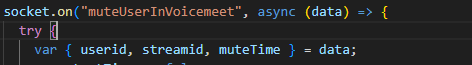 socket.on("muteUserInVoicemeet", async (data) => {
try {
var { userid, streamid, muteTime } = data;